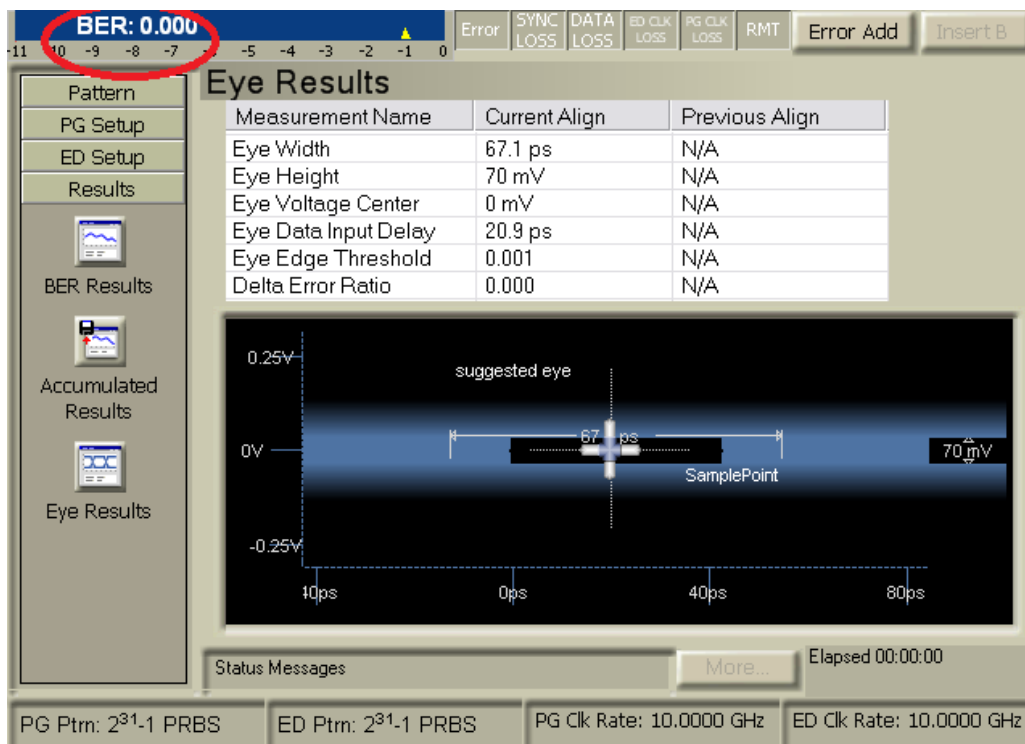 BER: 0.000
-11 -10 -9 -8 -7 -6 -5 -4 -3 -2 -1 0
Error
SYNC LOSS
DATA LOSS
ED CLK LOSS
PG CLK LOSS
RMT
Error Add
Insert B
Pattern
PG Setup
ED Setup
Results
BER Results
Accumulated
Results
Eye Results
Eye Results
Measurement Name Current Align Previous Align
Eye Width 67.1 ps N/A
Eye Height 70 mV N/A
Eye Voltage Center 0 mV N/A
Eye Data Input Delay 20.9 ps N/A
Eye Edge Threshold 0.001 N/A
Delta Error Ratio 0.000 N/A
0.25V
suggested eye
67 ps
0V
70 mV
SamplePoint
-0.25V
40ps 0ps 40ps 80ps
Status Messages
More...
Elapsed 00:00:00
PG Ptrn: 2³¹-1 PRBS
ED Ptrn: 2³¹-1 PRBS
PG Clk Rate: 10.0000 GHz
ED Clk Rate: 10.0000 GHz